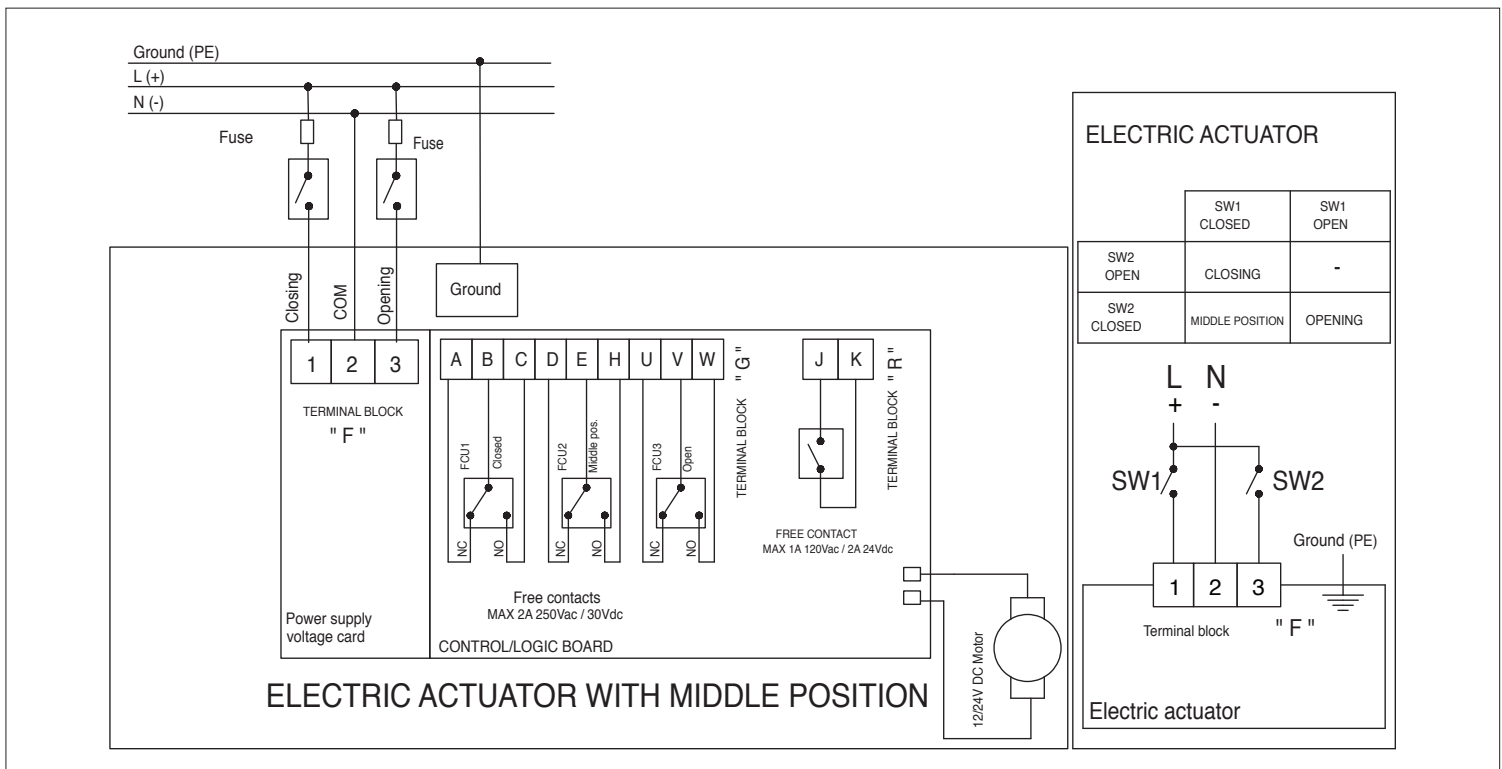 Ground (PE)
L (+)
N (-)
Fuse
Fuse
Closing
COM
Opening
Ground
1 2 3
TERMINAL BLOCK
" F "
Power supply
voltage card
A B C D E H U V W
TERMINAL BLOCK " G "
FCU1
Closed
NC
NO
FCU2
Middle pos.
NC
NO
FCU3
Open
NC
NO
Free contacts
MAX 2A 250Vac / 30Vdc
J K
TERMINAL BLOCK " R "
FREE CONTACT
MAX 1A 120Vac / 2A 24Vdc
CONTROL/LOGIC BOARD
12/24V DC Motor
ELECTRIC ACTUATOR WITH MIDDLE POSITION
ELECTRIC ACTUATOR
SW1
CLOSED
SW1
OPEN
SW2
OPEN
CLOSING
-
SW2
CLOSED
MIDDLE POSITION
OPENING
L N
+ -
SW1
SW2
Ground (PE)
1 2 3
Terminal block
" F "
Electric actuator